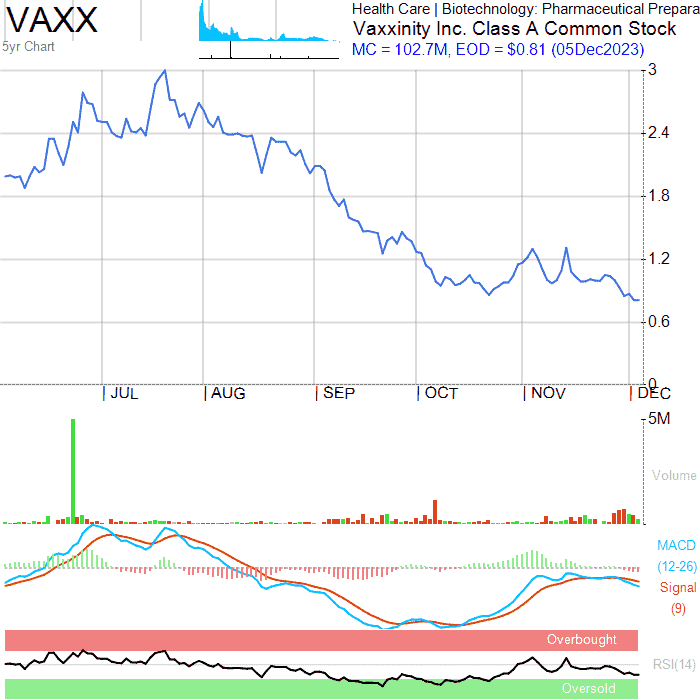 VAXX
5yr Chart
Health Care | Biotechnology: Pharmaceutical Prepara
Vaxxinity Inc. Class A Common Stock
MC = 102.7M, EOD = $0.81 (05Dec2023)
3
2.4
1.8
1.2
0.6
0
JUL AUG SEP OCT NOV DEC
5M
Volume
MACD
(12-26)
Signal
(9)
Overbought
RSI(14)
Oversold